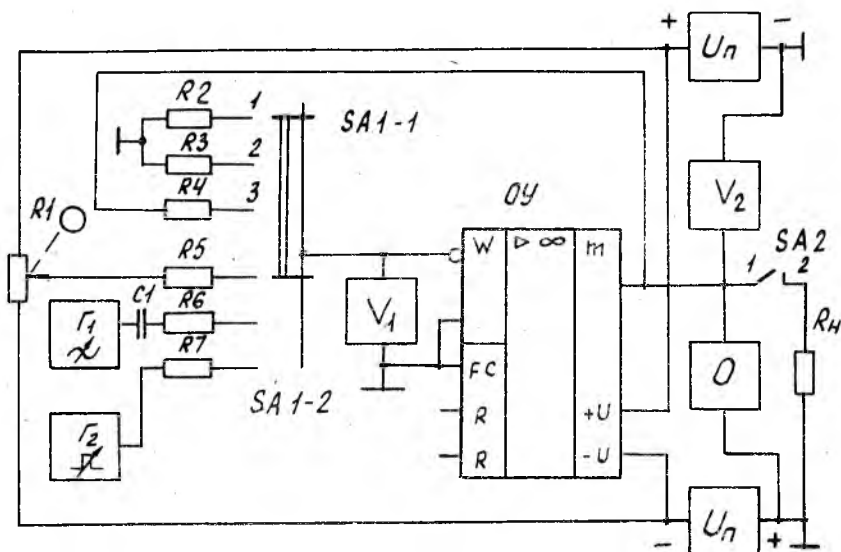 + Uп -
R2 1
SA1-1
R3 2
R4 3
R1
ОУ
V2
W ▷ ∞ m
SA2
1 2
R5
C1 R6
Г1
V1
Rн
R7
FC
O
SA1-2
Г2
R +U
R -U
- Uп +